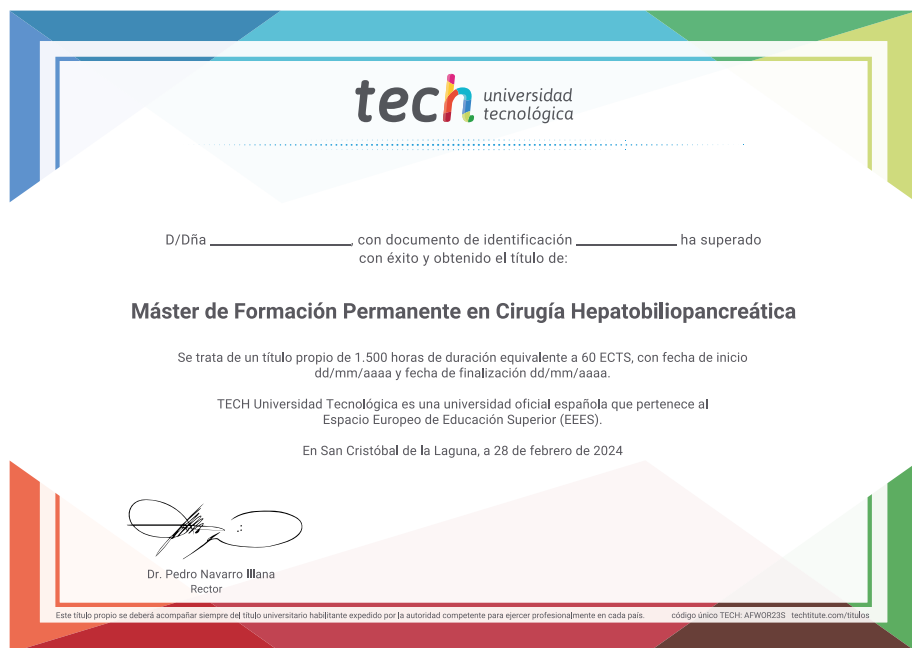 tech universidad
tecnológica
D/Dña ____________________, con documento de identificación ______________ ha superado
con éxito y obtenido el título de:
Máster de Formación Permanente en Cirugía Hepatobiliopancreática
Se trata de un título propio de 1.500 horas de duración equivalente a 60 ECTS, con fecha de inicio
dd/mm/aaaa y fecha de finalización dd/mm/aaaa.
TECH Universidad Tecnológica es una universidad oficial española que pertenece al
Espacio Europeo de Educación Superior (EEES).
En San Cristóbal de la Laguna, a 28 de febrero de 2024
Dr. Pedro Navarro Illana
Rector
Este título propio se deberá acompañar siempre del título universitario habilitante expedido por la autoridad competente para ejercer profesionalmente en cada país. código único TECH: AFWOR23S techtitute.com/titulos